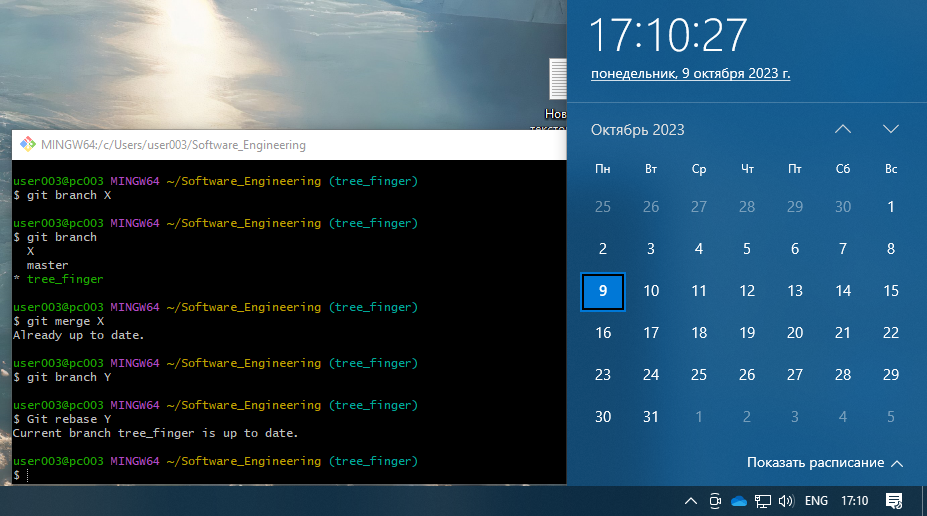 17:10:27
понедельник, 9 октября 2023 г.
Нов
MINGW64:/c/Users/user003/Software_Engineering
user003@pc003 MINGW64 ~/Software_Engineering (tree_finger)
$ git branch X
user003@pc003 MINGW64 ~/Software_Engineering (tree_finger)
$ git branch
X
master
* tree_finger
user003@pc003 MINGW64 ~/Software_Engineering (tree_finger)
$ git merge X
Already up to date.
user003@pc003 MINGW64 ~/Software_Engineering (tree_finger)
$ git branch Y
user003@pc003 MINGW64 ~/Software_Engineering (tree_finger)
$ Git rebase Y
Current branch tree_finger is up to date.
user003@pc003 MINGW64 ~/Software_Engineering (tree_finger)
$
Октябрь 2023
Пн Вт Ср Чт Пт Сб Вс
25 26 27 28 29 30 1
2 3 4 5 6 7 8
9 10 11 12 13 14 15
16 17 18 19 20 21 22
23 24 25 26 27 28 29
30 31 1 2 3 4 5
Показать расписание
ENG 17:10